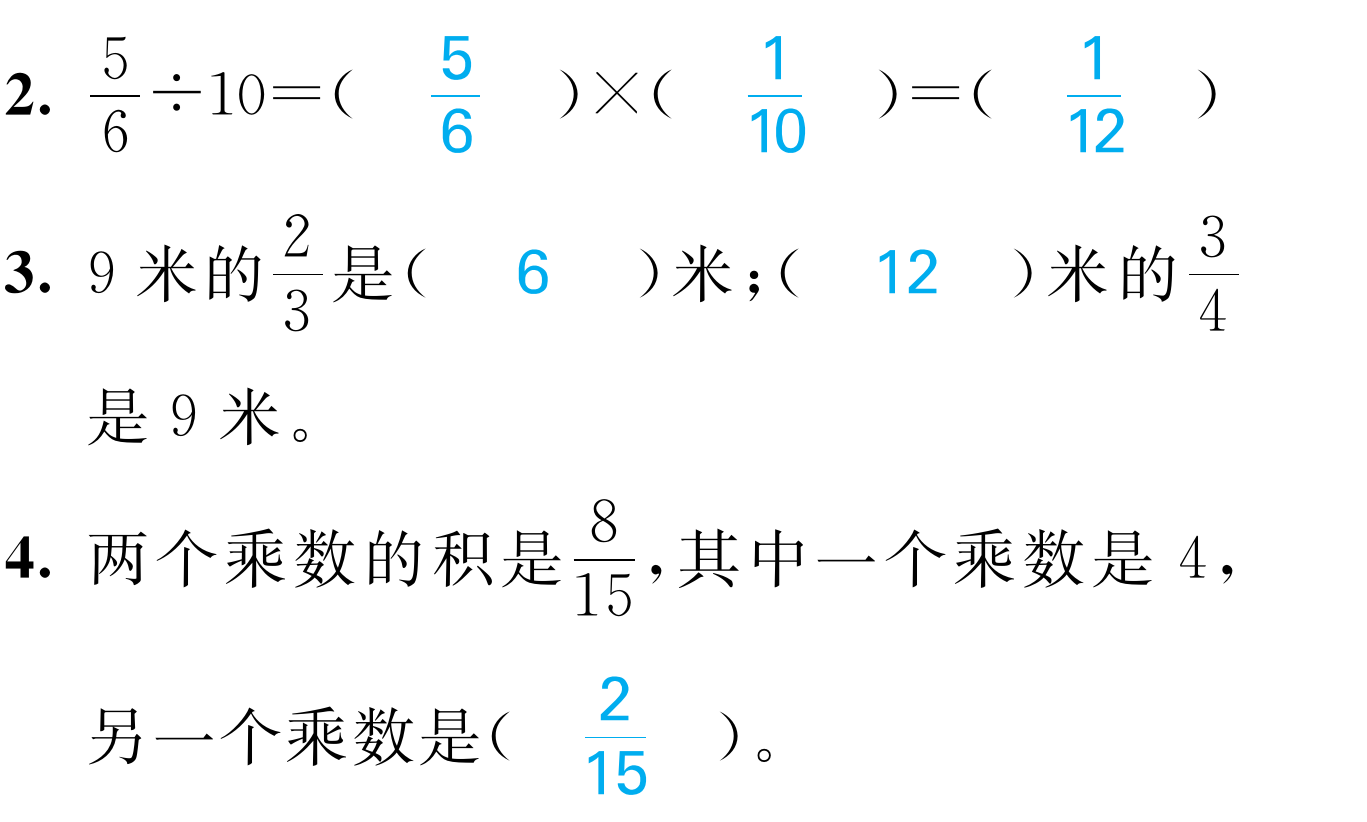 2. 5/6÷10=( 5/6 )×( 1/10 )=( 1/12 )
3. 9 米的2/3是( 6 )米;( 12 )米的3/4
是 9 米。
4. 两个乘数的积是8/15,其中一个乘数是 4,
另一个乘数是( 2/15 )。